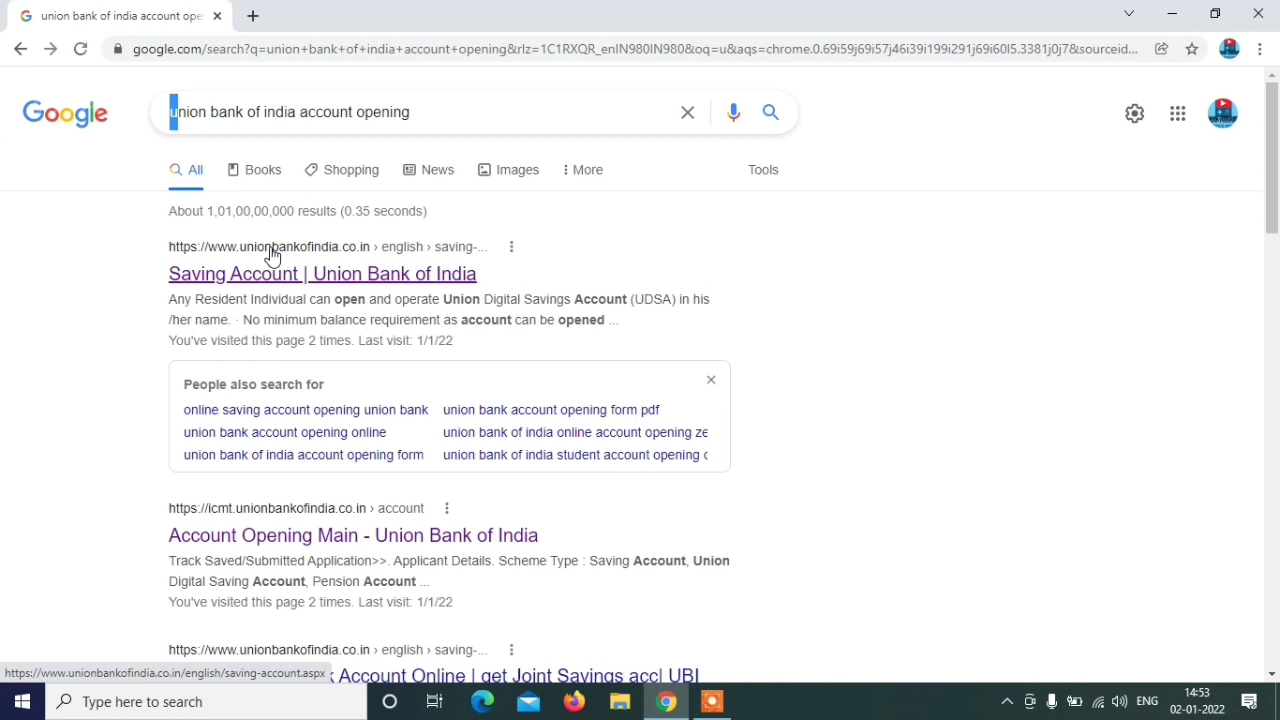 union bank of india account ope
google.com/search?q=union+bank+of+india+account+opening&rlz=1C1RXQR_enIN980IN980&oq=u&aqs=chrome.0.69i59j69i57j46i39i199i291j69i60l5.3381j0j7&sourceid...
Google
union bank of india account opening
All Books Shopping News Images More Tools
About 1,01,00,00,000 results (0.35 seconds)
https://www.unionbankofindia.co.in › english › saving-...
Saving Account | Union Bank of India
Any Resident Individual can open and operate Union Digital Savings Account (UDSA) in his
/her name. · No minimum balance requirement as account can be opened ...
You've visited this page 2 times. Last visit: 1/1/22
People also search for
online saving account opening union bank union bank account opening form pdf
union bank account opening online union bank of india online account opening ze
union bank of india account opening form union bank of india student account opening c
https://icmt.unionbankofindia.co.in › account
Account Opening Main - Union Bank of India
Track Saved/Submitted Application>>. Applicant Details. Scheme Type : Saving Account, Union
Digital Saving Account, Pension Account ...
You've visited this page 2 times. Last visit: 1/1/22
https://www.unionbankofindia.co.in › english › saving-...
Account Online | get Joint Savings acc| UBI
https://www.unionbankofindia.co.in/english/saving-account.aspx
Type here to search
ENG
14:53
02-01-2022